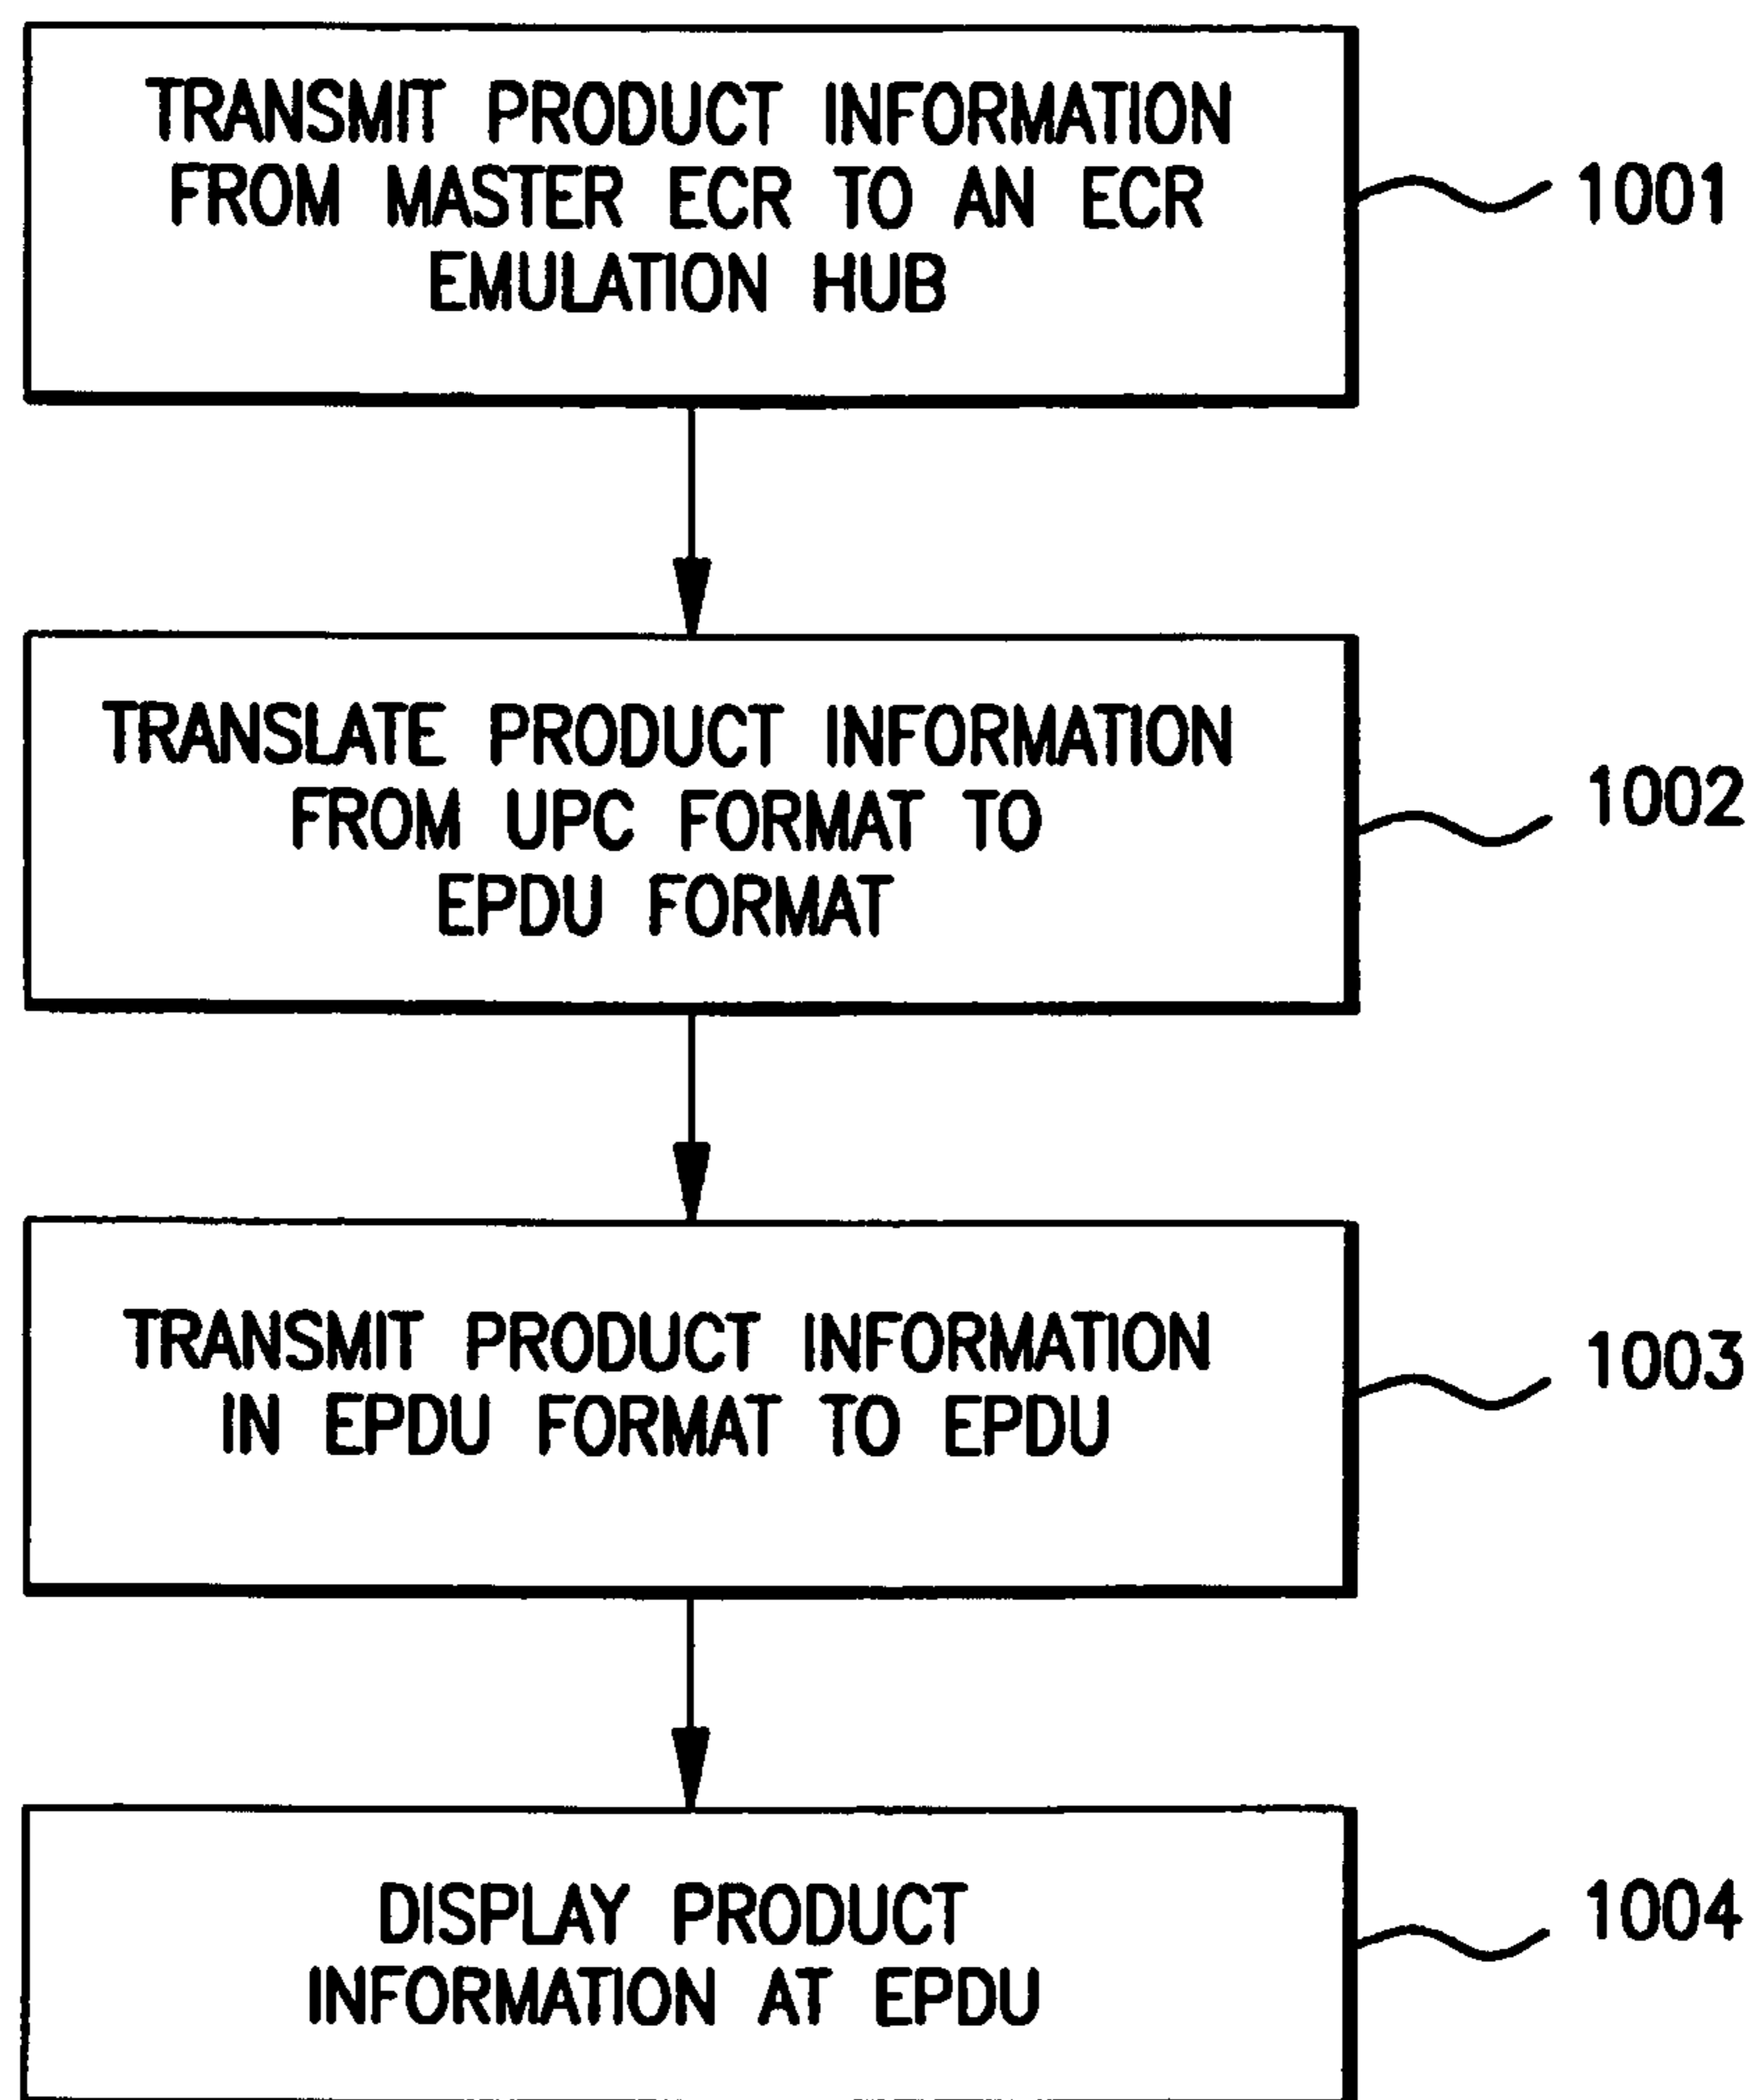 TRANSMIT PRODUCT INFORMATION
FROM MASTER ECR TO AN ECR
EMULATION HUB
1001
TRANSLATE PRODUCT INFORMATION
FROM UPC FORMAT TO
EPDU FORMAT
1002
TRANSMIT PRODUCT INFORMATION
IN EPDU FORMAT TO EPDU
1003
DISPLAY PRODUCT
INFORMATION AT EPDU
1004